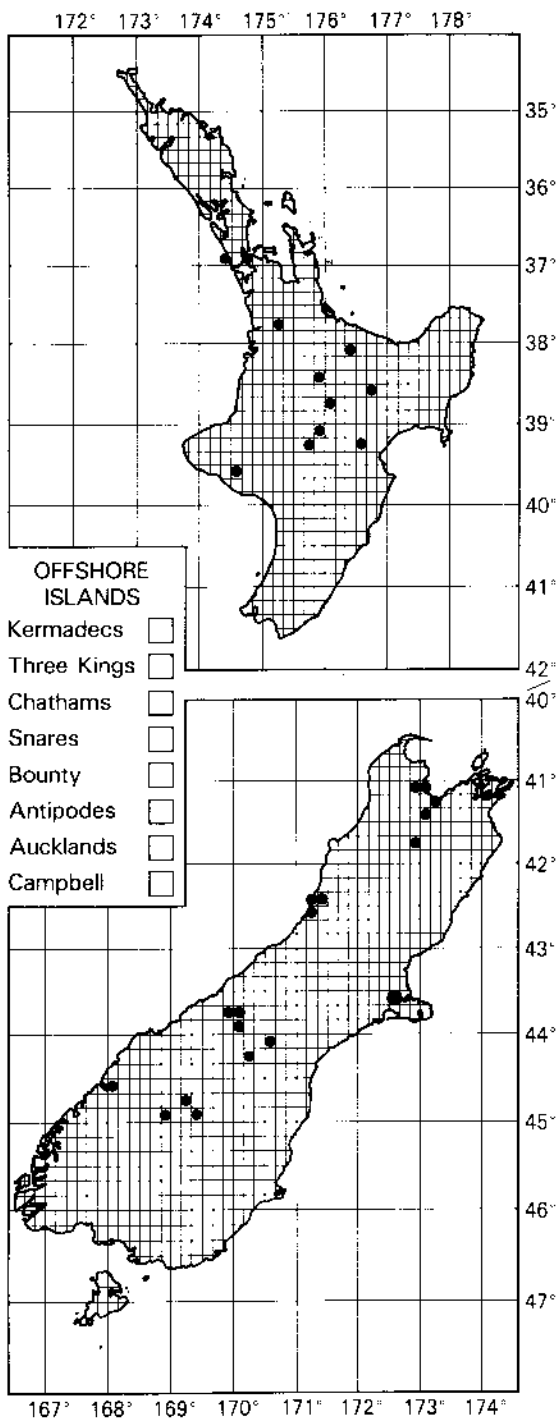 172° 173° 174° 175° 176° 177° 178°
35°
36°
37°
38°
39°
40°
41°
42°
OFFSHORE
ISLANDS
Kermadecs
Three Kings
Chathams
Snares
Bounty
Antipodes
Aucklands
Campbell
40°
41°
42°
43°
44°
45°
46°
47°
167° 168° 169° 170° 171° 172° 173° 174°